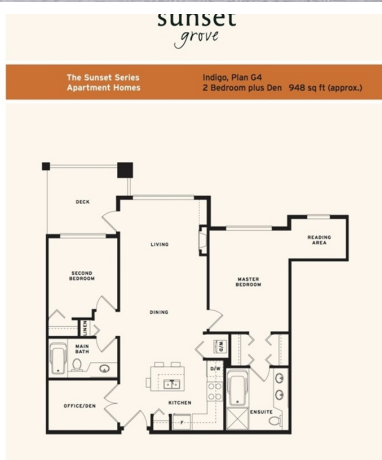 sunset
grove
The Sunset Series
Apartment Homes
Indigo, Plan G4
2 Bedroom plus Den 948 sq ft (approx.)
DECK
LIVING
READING
AREA
SECOND
BEDROOM
MASTER
BEDROOM
DINING
LINEN
MAIN
BATH
D/W
KITCHEN
OFFICE/DEN
ENSUITE
F